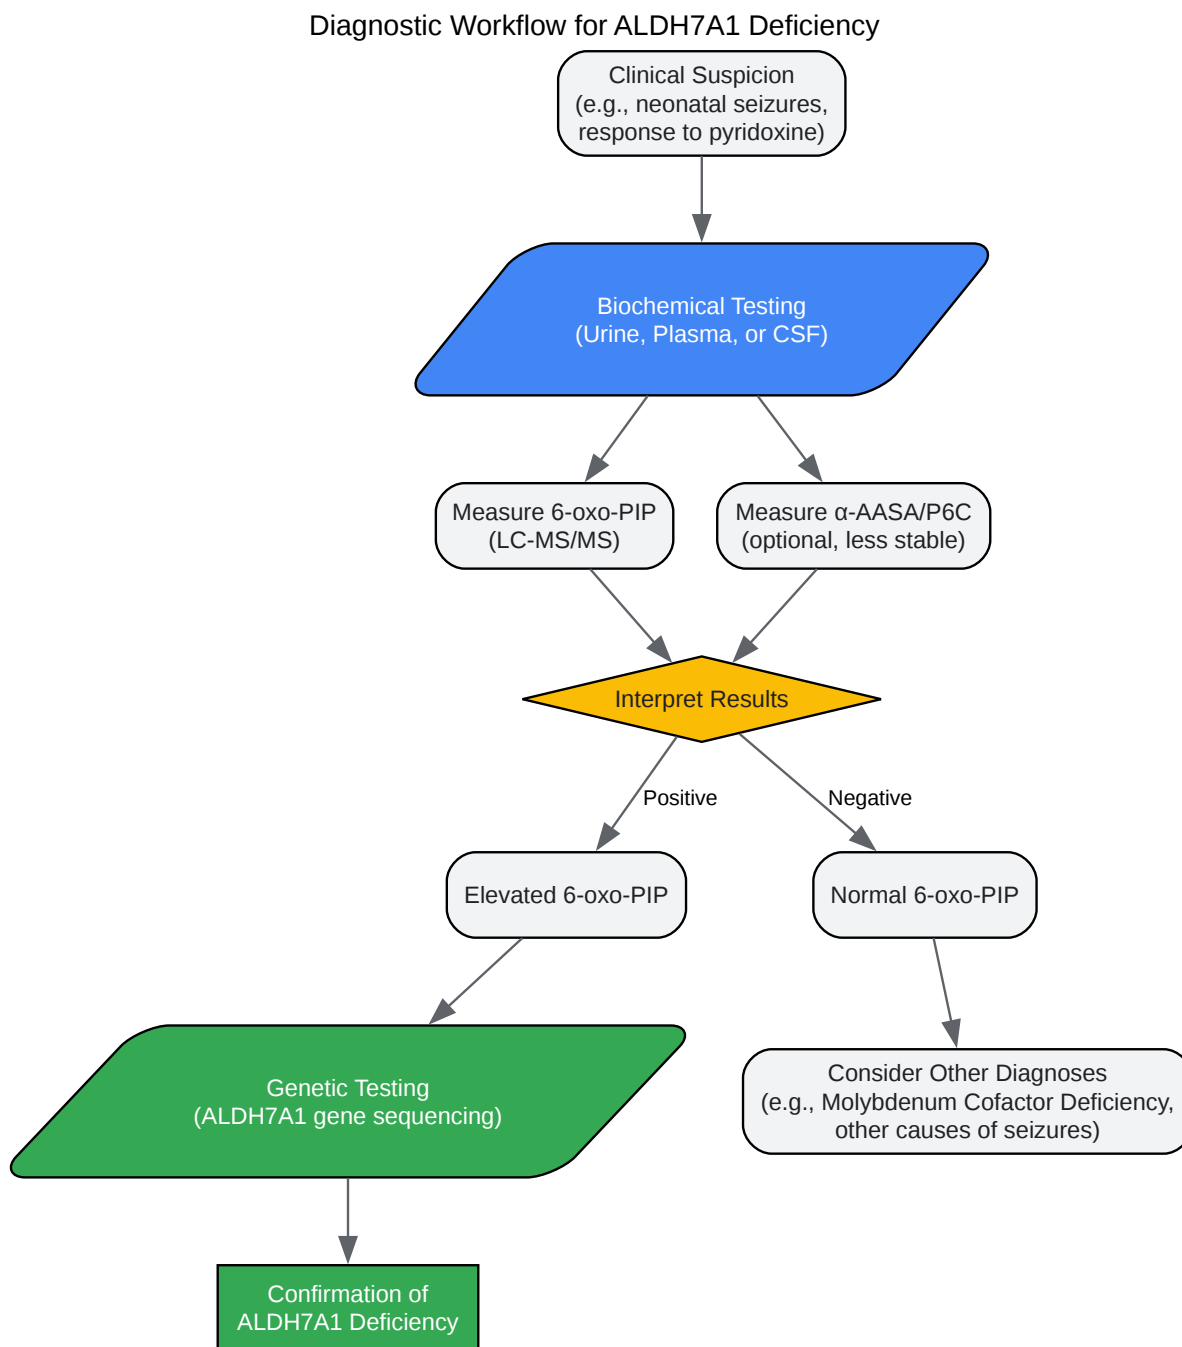 Diagnostic Workflow for ALDH7A1 Deficiency
Clinical Suspicion
(e.g., neonatal seizures,
response to pyridoxine)
Biochemical Testing
(Urine, Plasma, or CSF)
Measure 6-oxo-PIP
(LC-MS/MS)
Measure α-AASA/P6C
(optional, less stable)
Interpret Results
Positive
Negative
Elevated 6-oxo-PIP
Normal 6-oxo-PIP
Genetic Testing
(ALDH7A1 gene sequencing)
Consider Other Diagnoses
(e.g., Molybdenum Cofactor Deficiency,
other causes of seizures)
Confirmation of
ALDH7A1 Deficiency